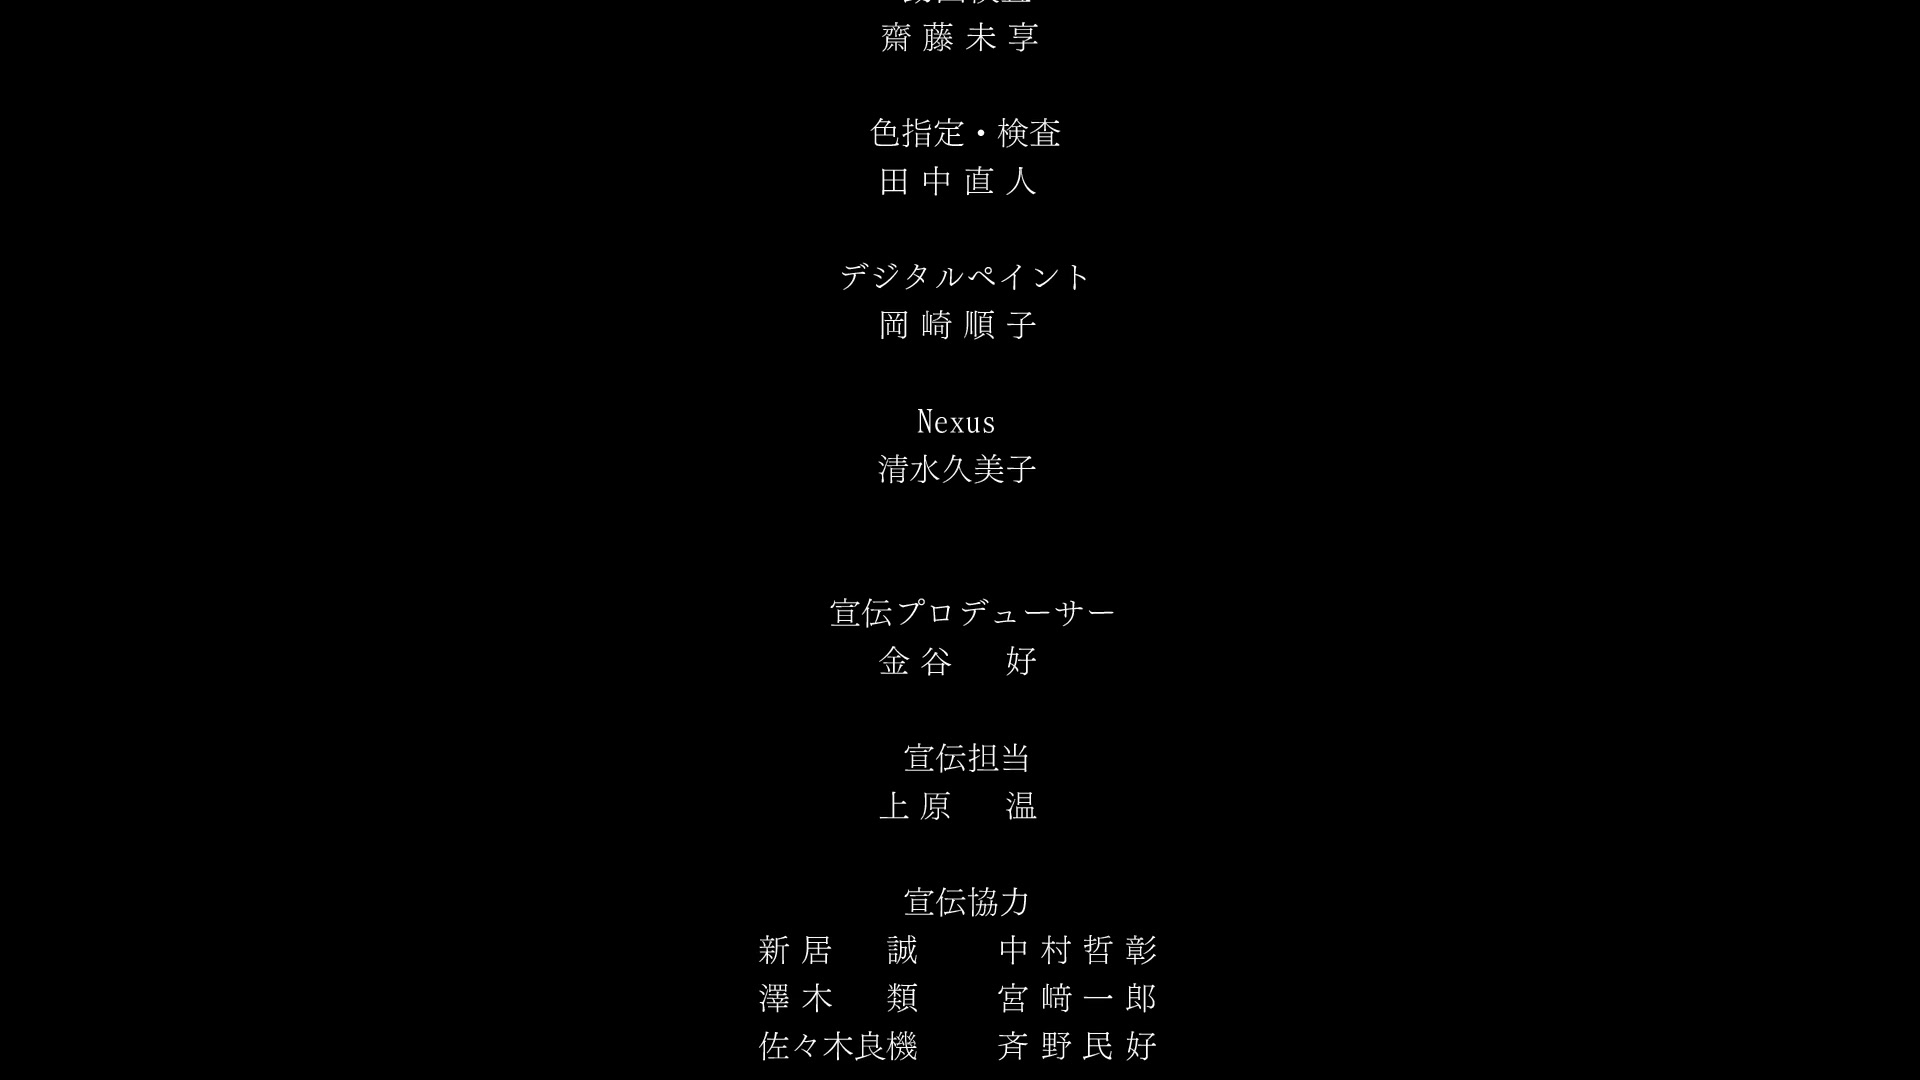 齋藤未享
色指定・検査
田中直人
デジタルペイント
岡崎順子
Nexus
清水久美子
宣伝プロデューサー
金谷 好
宣伝担当
上原 温
宣伝協力
新居 誠 中村哲彰
澤木 類 宮﨑一郎
佐々木良機 斉野民好